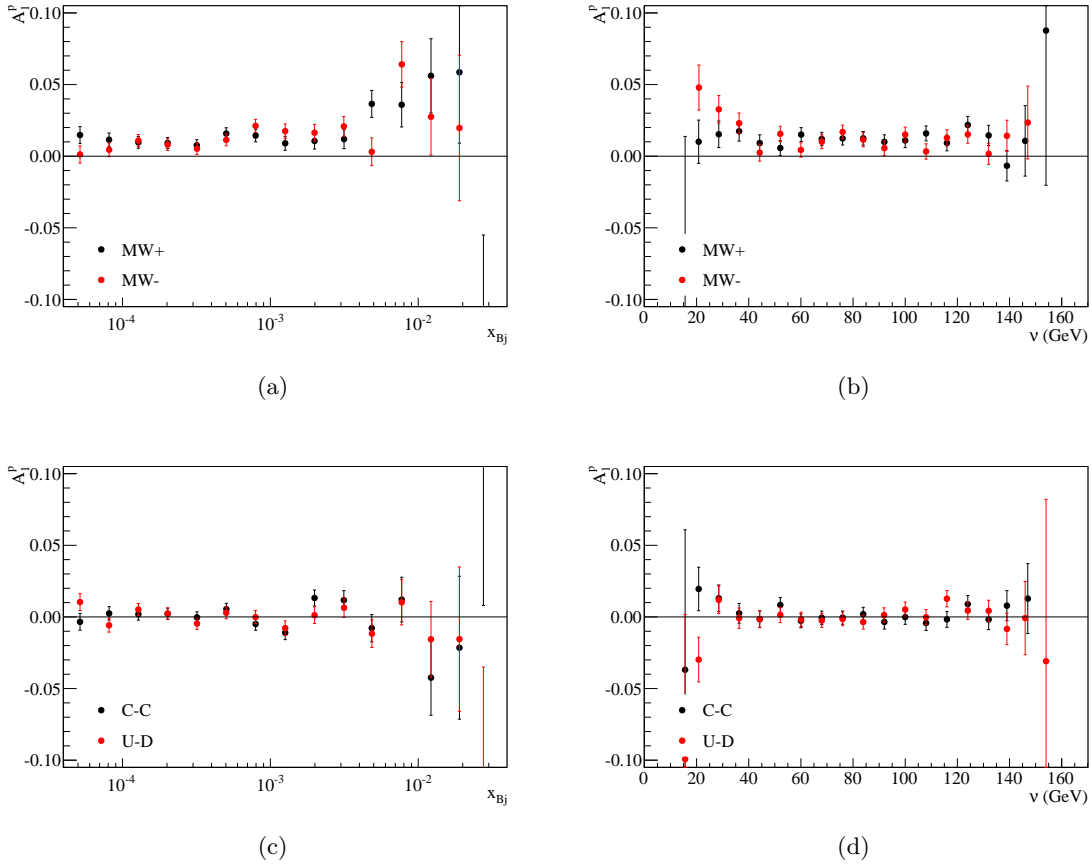 A₁ᵖ 0.10
0.05
0.00
-0.05
-0.10
MW+
MW-
10⁻⁴ 10⁻³ 10⁻²
x_Bj
(a)
A₁ᵖ 0.10
0.05
0.00
-0.05
-0.10
MW+
MW-
0 20 40 60 80 100 120 140 160
ν (GeV)
(b)
A₁ᵖ 0.10
0.05
0.00
-0.05
-0.10
C-C
U-D
10⁻⁴ 10⁻³ 10⁻²
x_Bj
(c)
A₁ᵖ 0.10
0.05
0.00
-0.05
-0.10
C-C
U-D
0 20 40 60 80 100 120 140 160
ν (GeV)
(d)